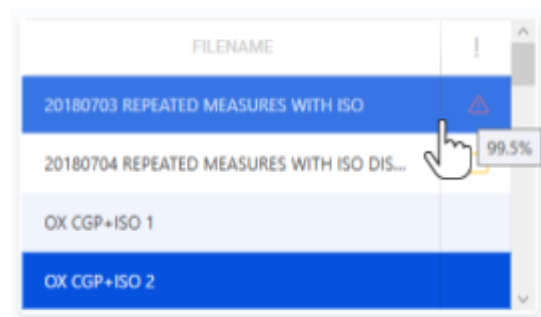 FILENAME !
20180703 REPEATED MEASURES WITH ISO
99.5%
20180704 REPEATED MEASURES WITH ISO DIS...
OX CGP+ISO 1
OX CGP+ISO 2